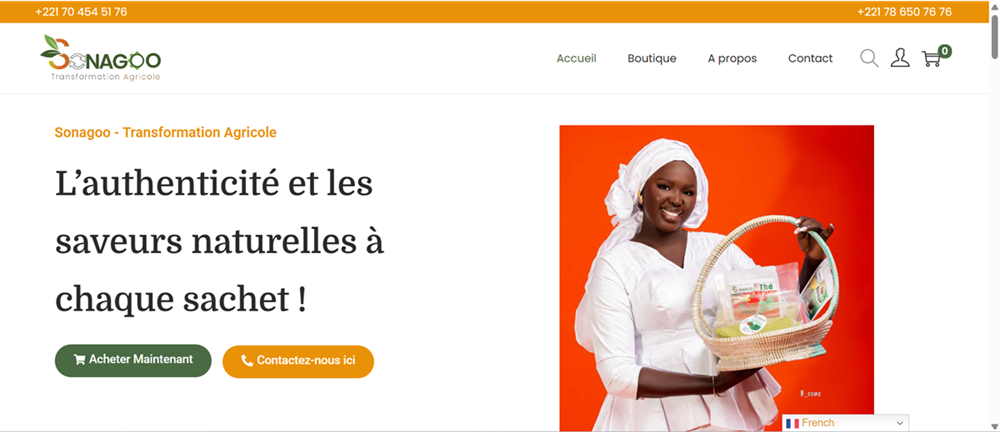 +221 70 454 51 76
+221 78 650 76 76
SoNAGOO
Transformation Agricole
Accueil
Boutique
A propos
Contact
0
Sonagoo - Transformation Agricole
L’authenticité et les
saveurs naturelles à
chaque sachet !
Acheter Maintenant
Contactez-nous ici
Thé
French